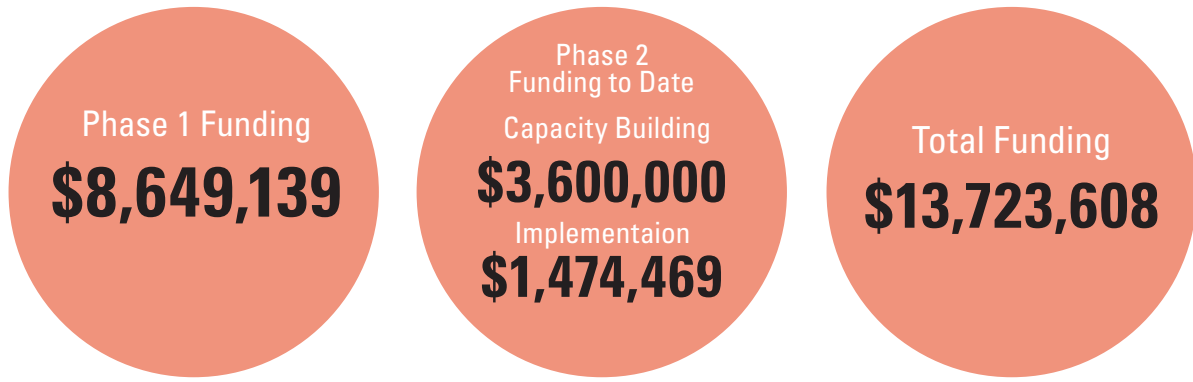 Phase 1 Funding
$8,649,139
Phase 2
Funding to Date
Capacity Building
$3,600,000
Implementaion
$1,474,469
Total Funding
$13,723,608